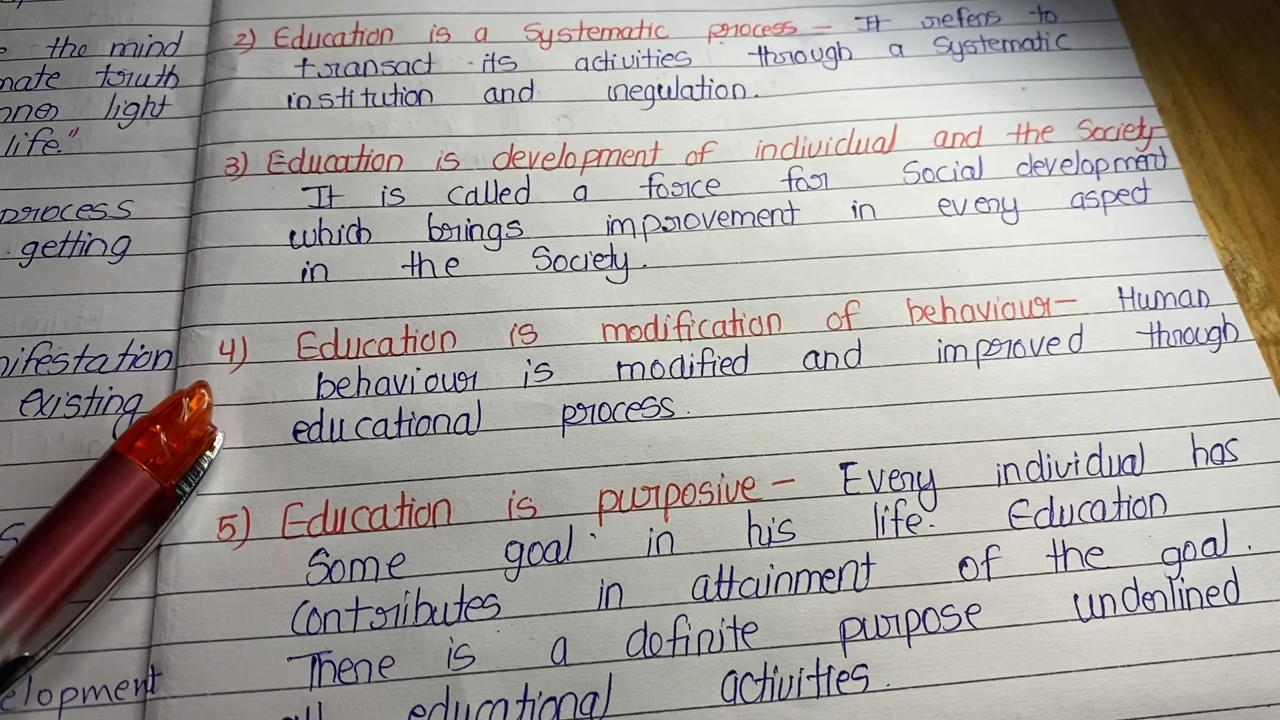 the mind
truth
light
life."
process
getting
existing
2) Education is a Systematic process - It refers to
transact its activities through a Systematic
institution and regulation.
3) Education is development of individual and the Society
It is called a force for Social development
which brings improvement in every aspect
in the Society.
4) Education is modification of behaviour- Human
behaviour is modified and improved through
educational process.
5) Education is purposive - Every individual has
Some goal in his life. Education
contributes in attainment of the goal.
There is a definite purpose underlined
educational activities.